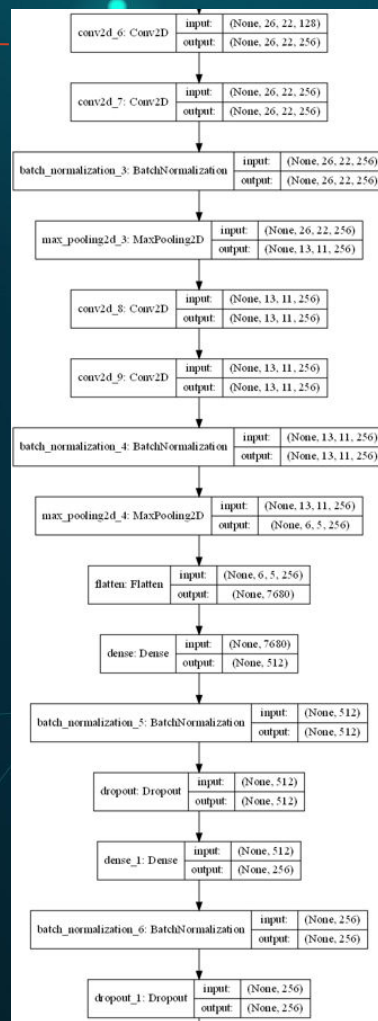 conv2d_6: Conv2D input: (None, 26, 22, 128)
output: (None, 26, 22, 256)
conv2d_7: Conv2D input: (None, 26, 22, 256)
output: (None, 26, 22, 256)
batch_normalization_3: BatchNormalization input: (None, 26, 22, 256)
output: (None, 26, 22, 256)
max_pooling2d_3: MaxPooling2D input: (None, 26, 22, 256)
output: (None, 13, 11, 256)
conv2d_8: Conv2D input: (None, 13, 11, 256)
output: (None, 13, 11, 256)
conv2d_9: Conv2D input: (None, 13, 11, 256)
output: (None, 13, 11, 256)
batch_normalization_4: BatchNormalization input: (None, 13, 11, 256)
output: (None, 13, 11, 256)
max_pooling2d_4: MaxPooling2D input: (None, 13, 11, 256)
output: (None, 6, 5, 256)
flatten: Flatten input: (None, 6, 5, 256)
output: (None, 7680)
dense: Dense input: (None, 7680)
output: (None, 512)
batch_normalization_5: BatchNormalization input: (None, 512)
output: (None, 512)
dropout: Dropout input: (None, 512)
output: (None, 512)
dense_1: Dense input: (None, 512)
output: (None, 256)
batch_normalization_6: BatchNormalization input: (None, 256)
output: (None, 256)
dropout_1: Dropout input: (None, 256)
output: (None, 256)